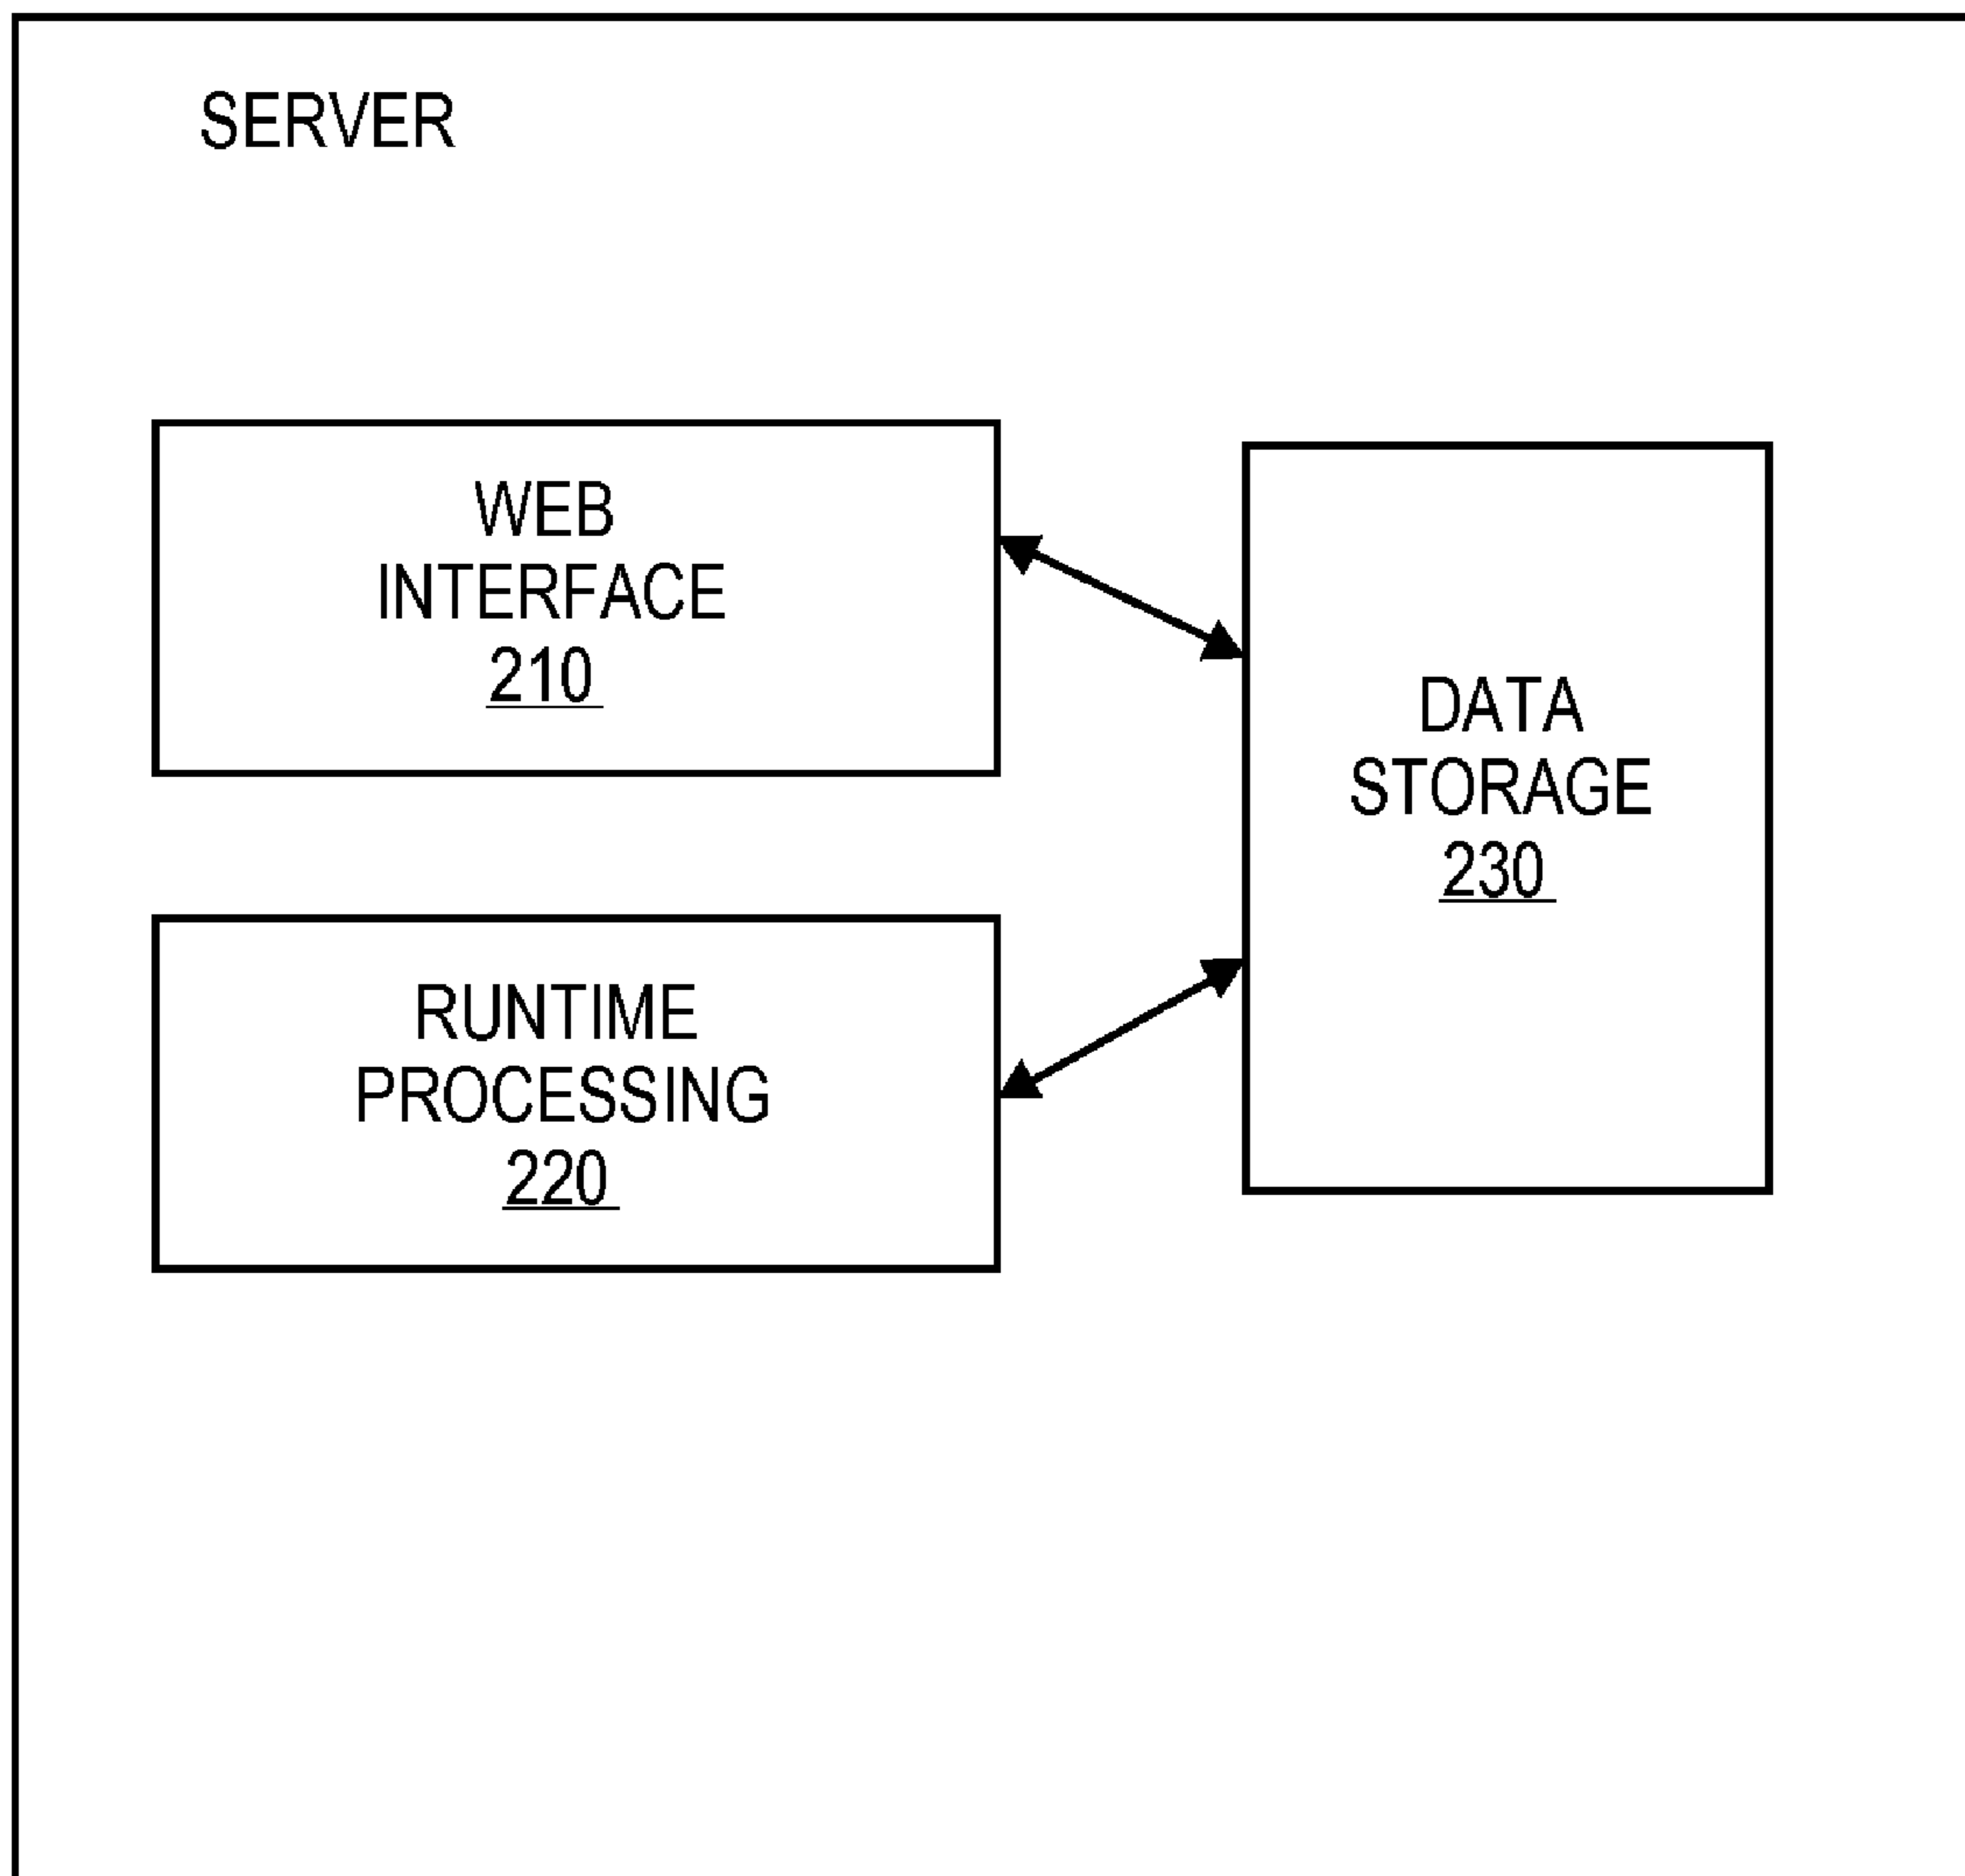 SERVER
WEB
INTERFACE
210
RUNTIME
PROCESSING
220
DATA
STORAGE
230